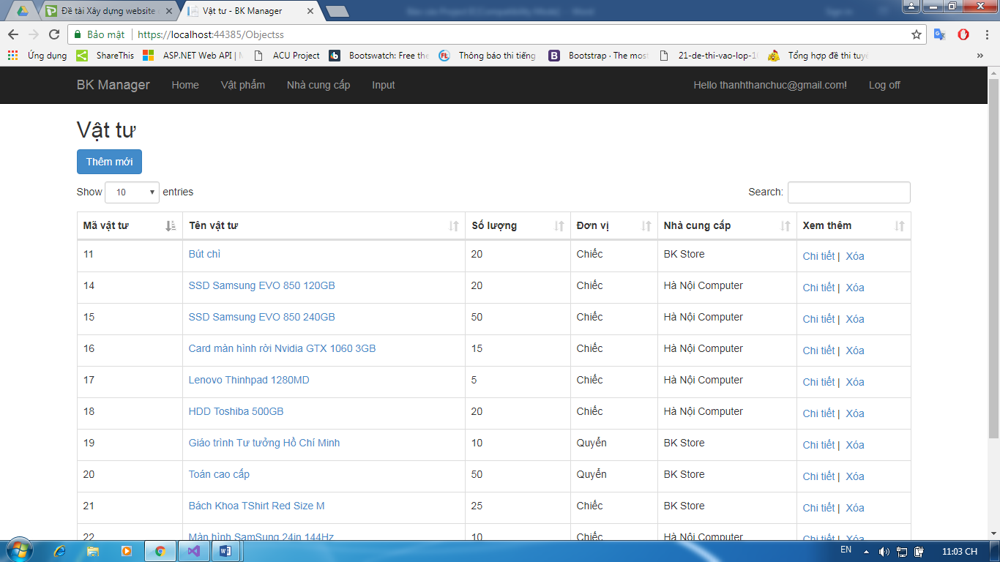 Đề tài Xây dựng website
Vật tư - BK Manager
Bảo mật
https://localhost:44385/Objectss
Ứng dụng ShareThis ASP.NET Web API | ACU Project Bootswatch: Free the Thông báo thi tiếng Bootstrap · The most 21-de-thi-vao-lop-1 Tổng hợp đề thi tuyể »
BK Manager Home Vật phẩm Nhà cung cấp Input Hello thanhthanchuc@gmail.com! Log off
Vật tư
Thêm mới
Show 10 entries Search:
Mã vật tư Tên vật tư Số lượng Đơn vị Nhà cung cấp Xem thêm
11 Bút chì 20 Chiếc BK Store Chi tiết | Xóa
14 SSD Samsung EVO 850 120GB 20 Chiếc Hà Nội Computer Chi tiết | Xóa
15 SSD Samsung EVO 850 240GB 50 Chiếc Hà Nội Computer Chi tiết | Xóa
16 Card màn hình rời Nvidia GTX 1060 3GB 15 Chiếc Hà Nội Computer Chi tiết | Xóa
17 Lenovo Thinhpad 1280MD 5 Chiếc Hà Nội Computer Chi tiết | Xóa
18 HDD Toshiba 500GB 20 Chiếc Hà Nội Computer Chi tiết | Xóa
19 Giáo trình Tư tưởng Hồ Chí Minh 10 Quyển BK Store Chi tiết | Xóa
20 Toán cao cấp 50 Quyển BK Store Chi tiết | Xóa
21 Bách Khoa TShirt Red Size M 25 Chiếc BK Store Chi tiết | Xóa
22 Màn hình SamSung 24in 144Hz 10 Chiếc Hà Nội Computer Chi tiết | Xóa
EN 11:03 CH